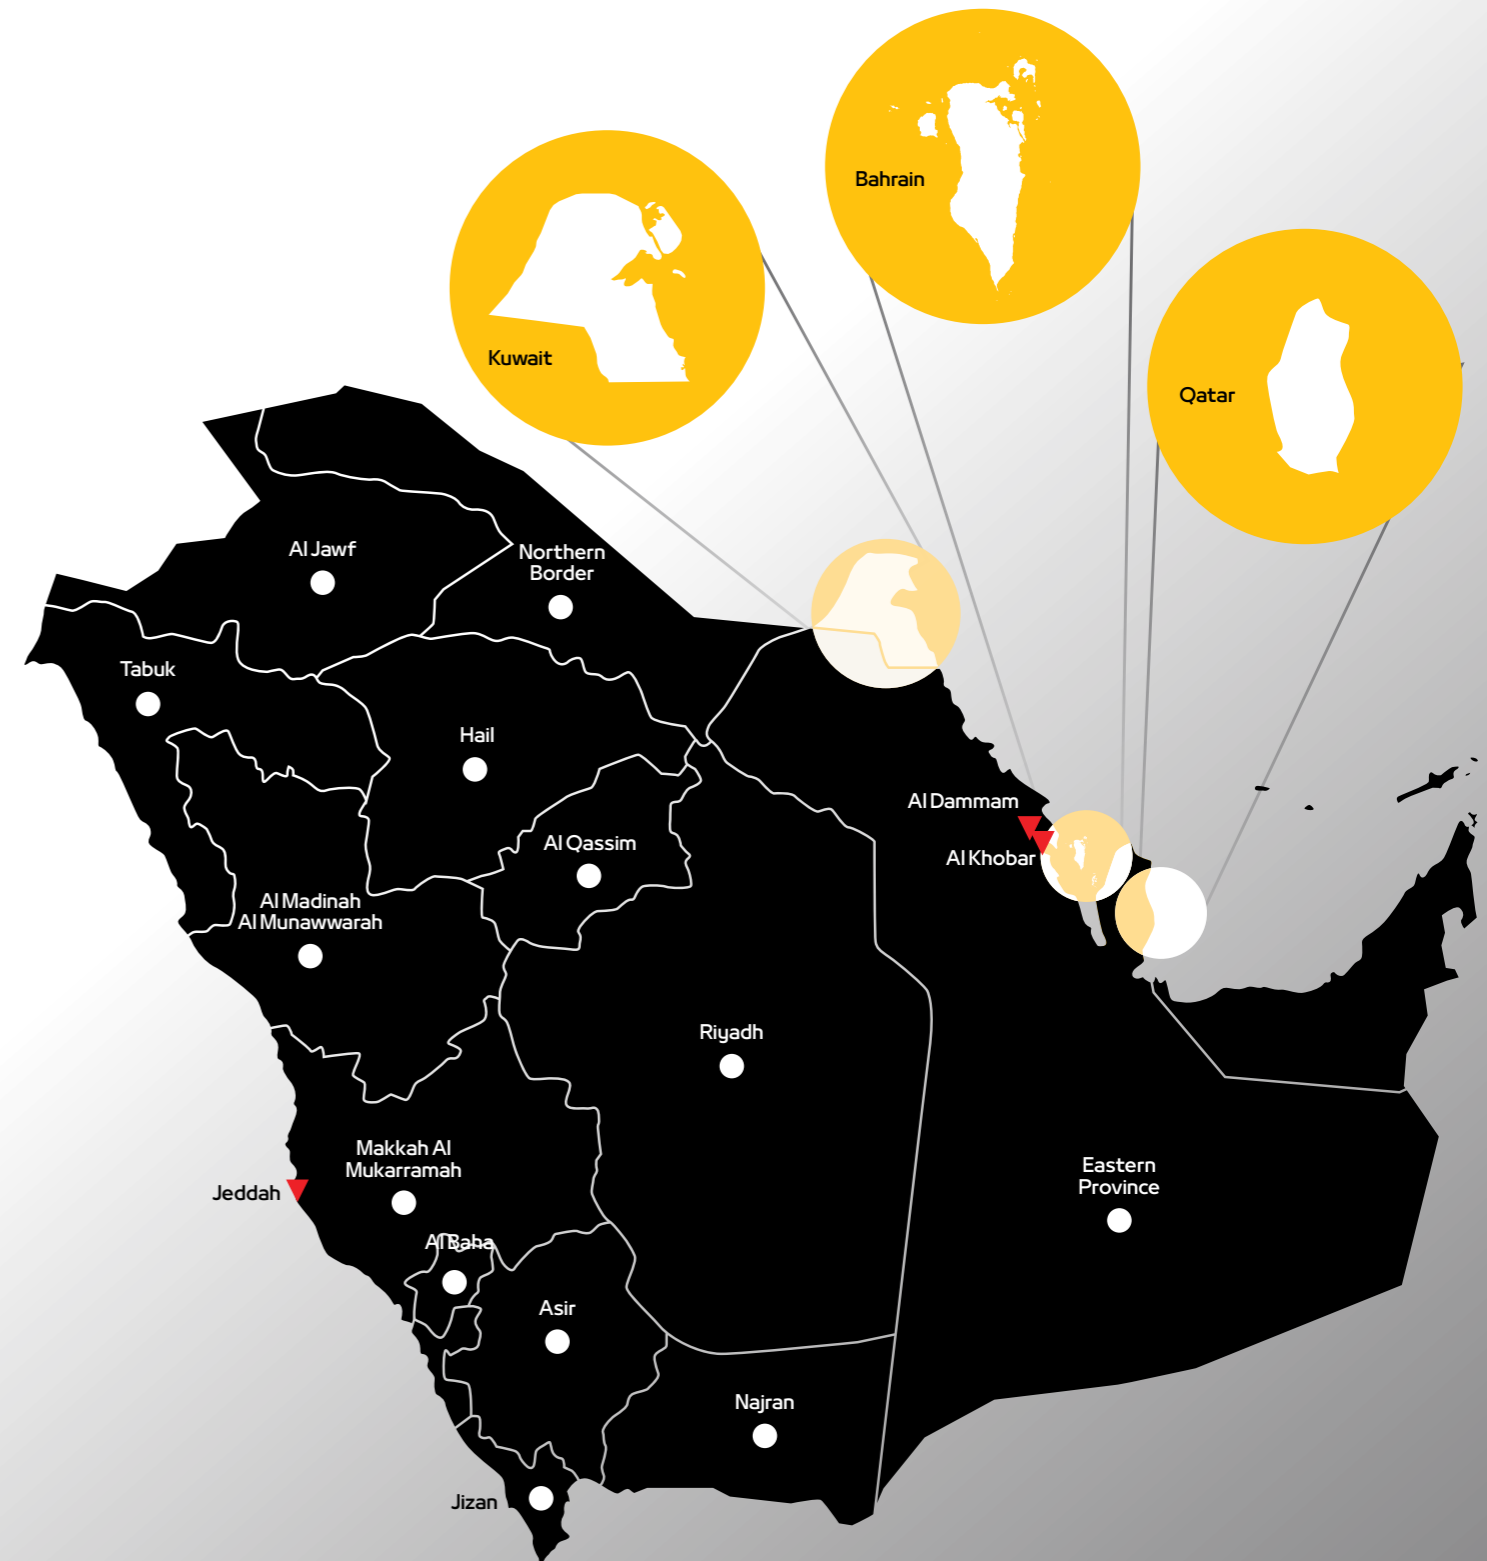 Bahrain
Kuwait
Qatar
Al Jawf
Northern
Border
Tabuk
Hail
Al Dammam
Al Qassim
Al Khobar
Al Madinah
Al Munawwarah
Riyadh
Makkah Al
Mukarramah
Eastern
Province
Jeddah
Al Baha
Asir
Najran
Jizan